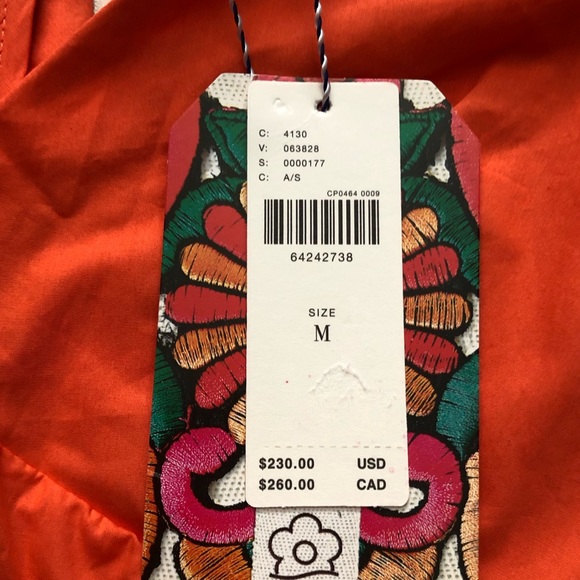 C: 4130
V: 063828
S: 0000177
C: A/S
CP0464 0009
64242738
SIZE
M
$230.00 USD
$260.00 CAD